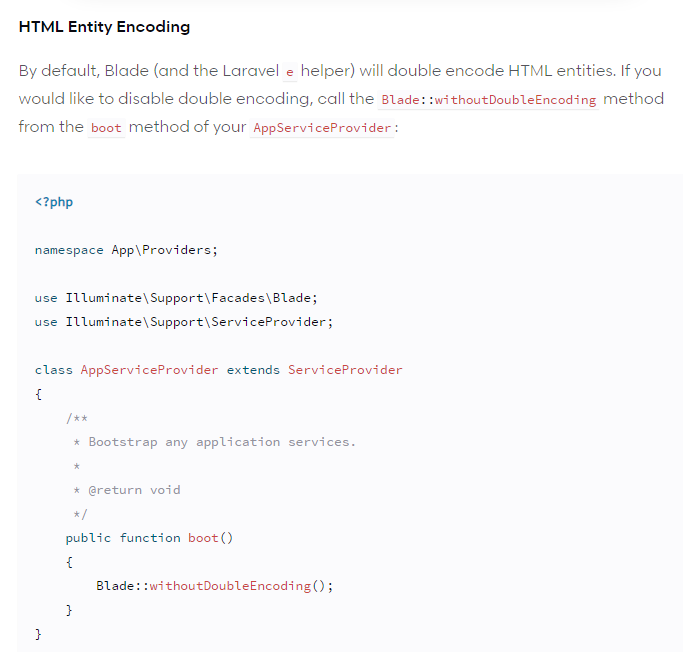 HTML Entity Encoding
By default, Blade (and the Laravel e helper) will double encode HTML entities. If you
would like to disable double encoding, call the Blade::withoutDoubleEncoding method
from the boot method of your AppServiceProvider:
<?php
namespace App\Providers;
use Illuminate\Support\Facades\Blade;
use Illuminate\Support\ServiceProvider;
class AppServiceProvider extends ServiceProvider
{
    /**
     * Bootstrap any application services.
     *
     * @return void
     */
    public function boot()
    {
        Blade::withoutDoubleEncoding();
    }
}